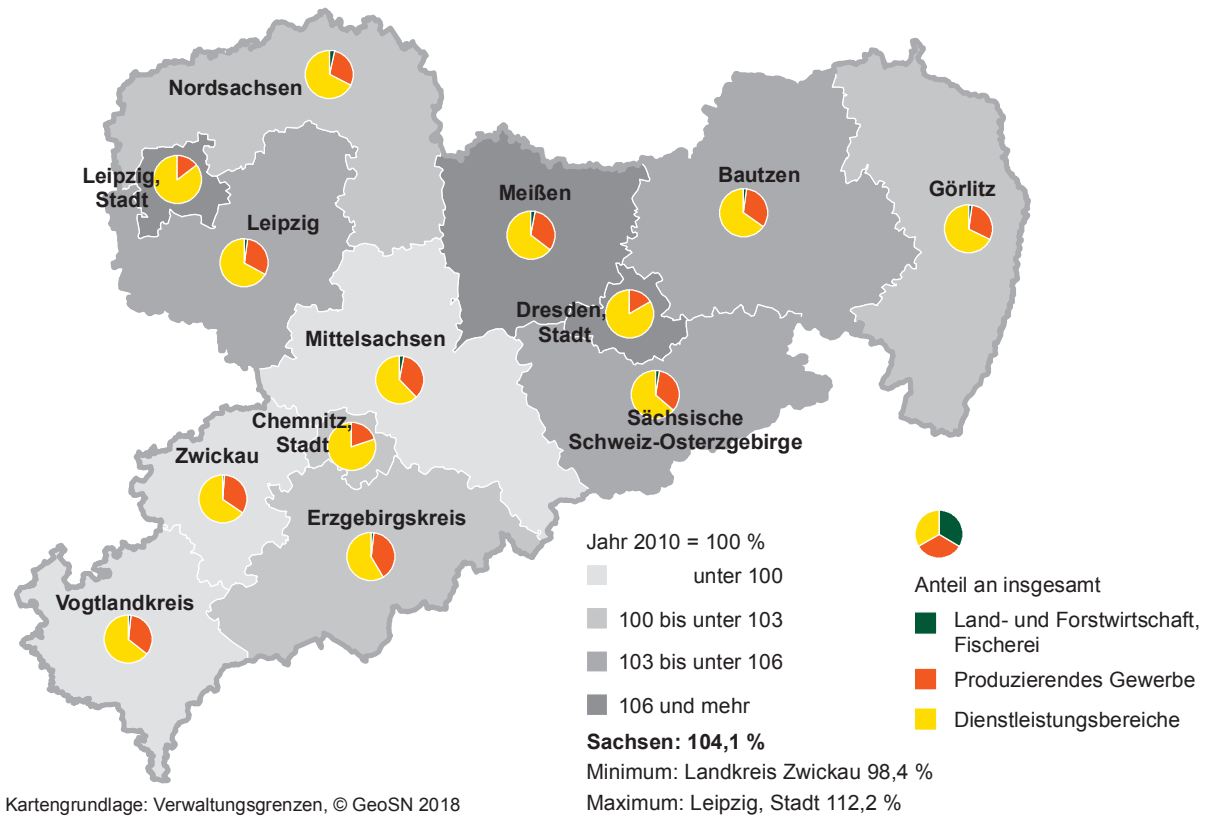 Nordsachsen
Leipzig,
Stadt
Leipzig
Meißen
Bautzen
Görlitz
Dresden,
Stadt
Mittelsachsen
Sächsische
Schweiz-Osterzgebirge
Chemnitz,
Stadt
Zwickau
Erzgebirgskreis
Vogtlandkreis
Jahr 2010 = 100 %
unter 100
100 bis unter 103
103 bis unter 106
106 und mehr
Sachsen: 104,1 %
Minimum: Landkreis Zwickau 98,4 %
Maximum: Leipzig, Stadt 112,2 %
Anteil an insgesamt
Land- und Forstwirtschaft,
Fischerei
Produzierendes Gewerbe
Dienstleistungsbereiche
Kartengrundlage: Verwaltungsgrenzen, © GeoSN 2018